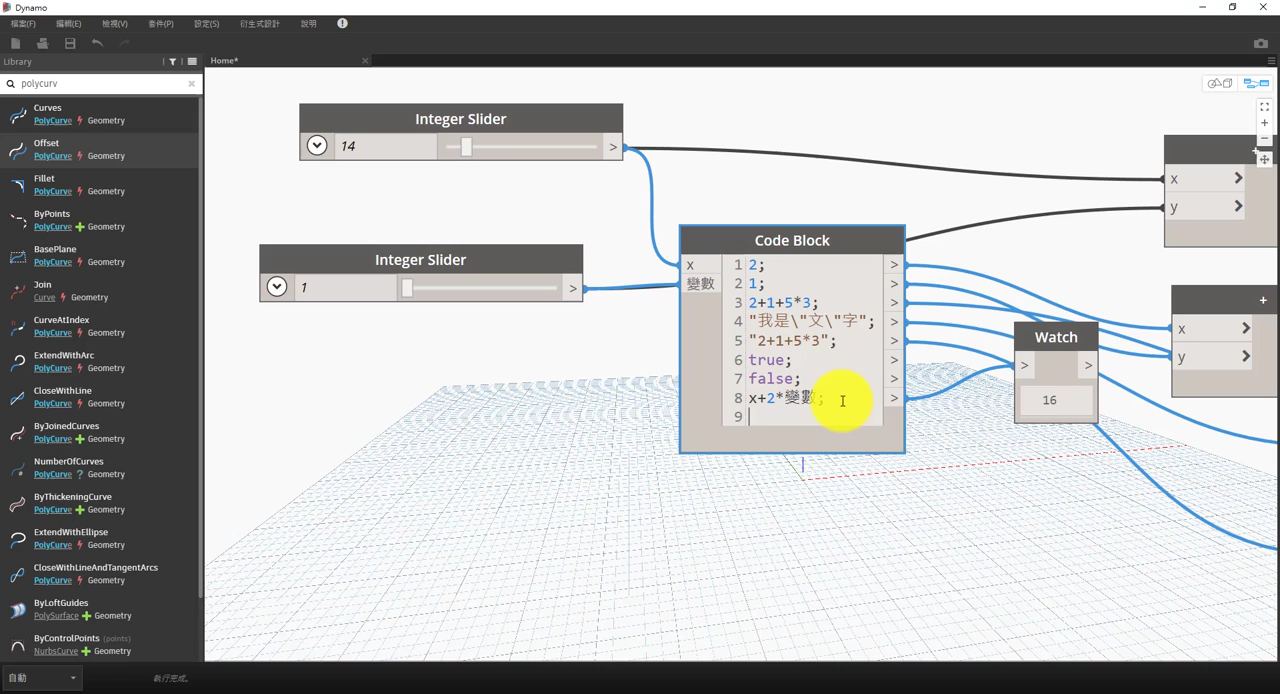 Dynamo
檔案(F) 編輯(E) 檢視(V) 套件(P) 設定(S) 衍生式設計 說明
Library
Home*
polycurv
Curves
PolyCurve Geometry
Offset
PolyCurve Geometry
Fillet
PolyCurve Geometry
ByPoints
PolyCurve Geometry
BasePlane
PolyCurve Geometry
Join
Curve Geometry
CurveAtIndex
PolyCurve Geometry
ExtendWithArc
PolyCurve Geometry
CloseWithLine
PolyCurve Geometry
ByJoinedCurves
PolyCurve Geometry
NumberOfCurves
PolyCurve ? Geometry
ByThickeningCurve
PolyCurve Geometry
ExtendWithEllipse
PolyCurve Geometry
CloseWithLineAndTangentArcs
PolyCurve Geometry
ByLoftGuides
PolySurface Geometry
ByControlPoints (points)
NurbsCurve Geometry
自動
執行完成。
Integer Slider
14 >
Integer Slider
1 >
Code Block
x 1 2; >
變數 2 1; >
3 2+1+5*3; >
4 "我是\"文\"字"; >
5 "2+1+5*3"; >
6 true; >
7 false; >
8 x+2*變數; >
9
Watch
> >
16
+
x >
y >
+
x >
y >